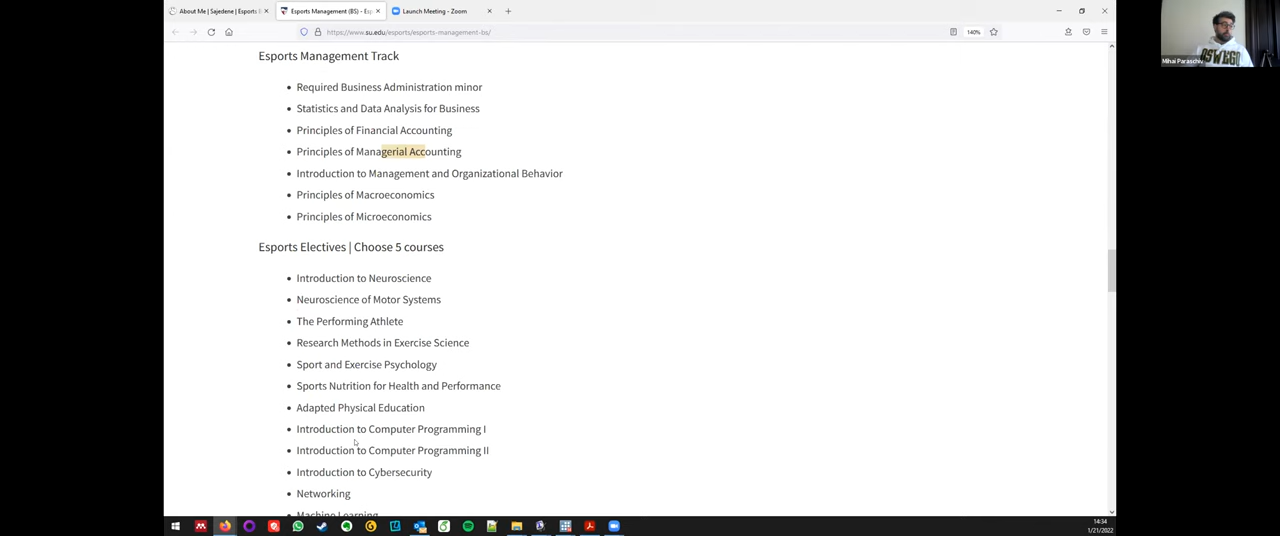 About Me | Sajedene | Esports B
Esports Management (BS) - Esp
Launch Meeting - Zoom
https://www.su.edu/esports/esports-management-bs/
140%
Mihai Paraschiv
OSWEGO
Esports Management Track
Required Business Administration minor
Statistics and Data Analysis for Business
Principles of Financial Accounting
Principles of Managerial Accounting
Introduction to Management and Organizational Behavior
Principles of Macroeconomics
Principles of Microeconomics
Esports Electives | Choose 5 courses
Introduction to Neuroscience
Neuroscience of Motor Systems
The Performing Athlete
Research Methods in Exercise Science
Sport and Exercise Psychology
Sports Nutrition for Health and Performance
Adapted Physical Education
Introduction to Computer Programming I
Introduction to Computer Programming II
Introduction to Cybersecurity
Networking
Machine Learning
14:34
1/21/2022